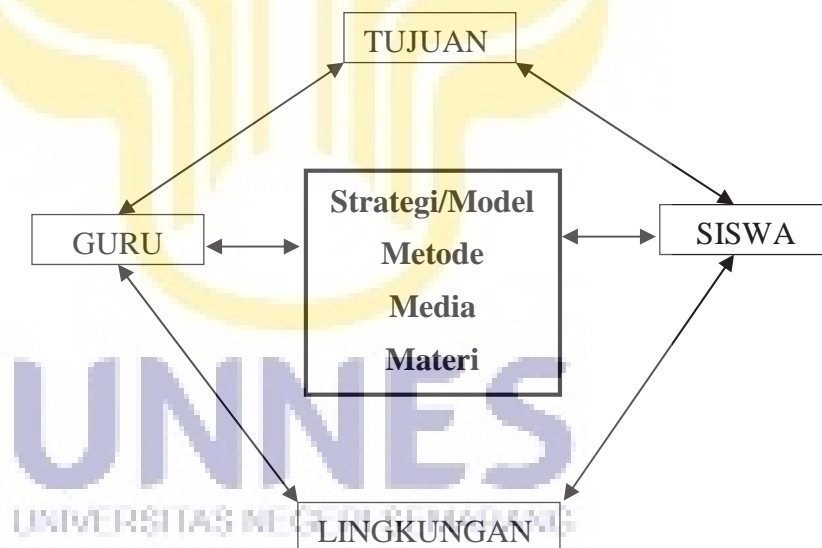 TUJUAN
Strategi/Model
GURU
SISWA
Metode
Media
Materi
UNNES
UNIVERSITAS NEGERI SEMARANG
LINGKUNGAN